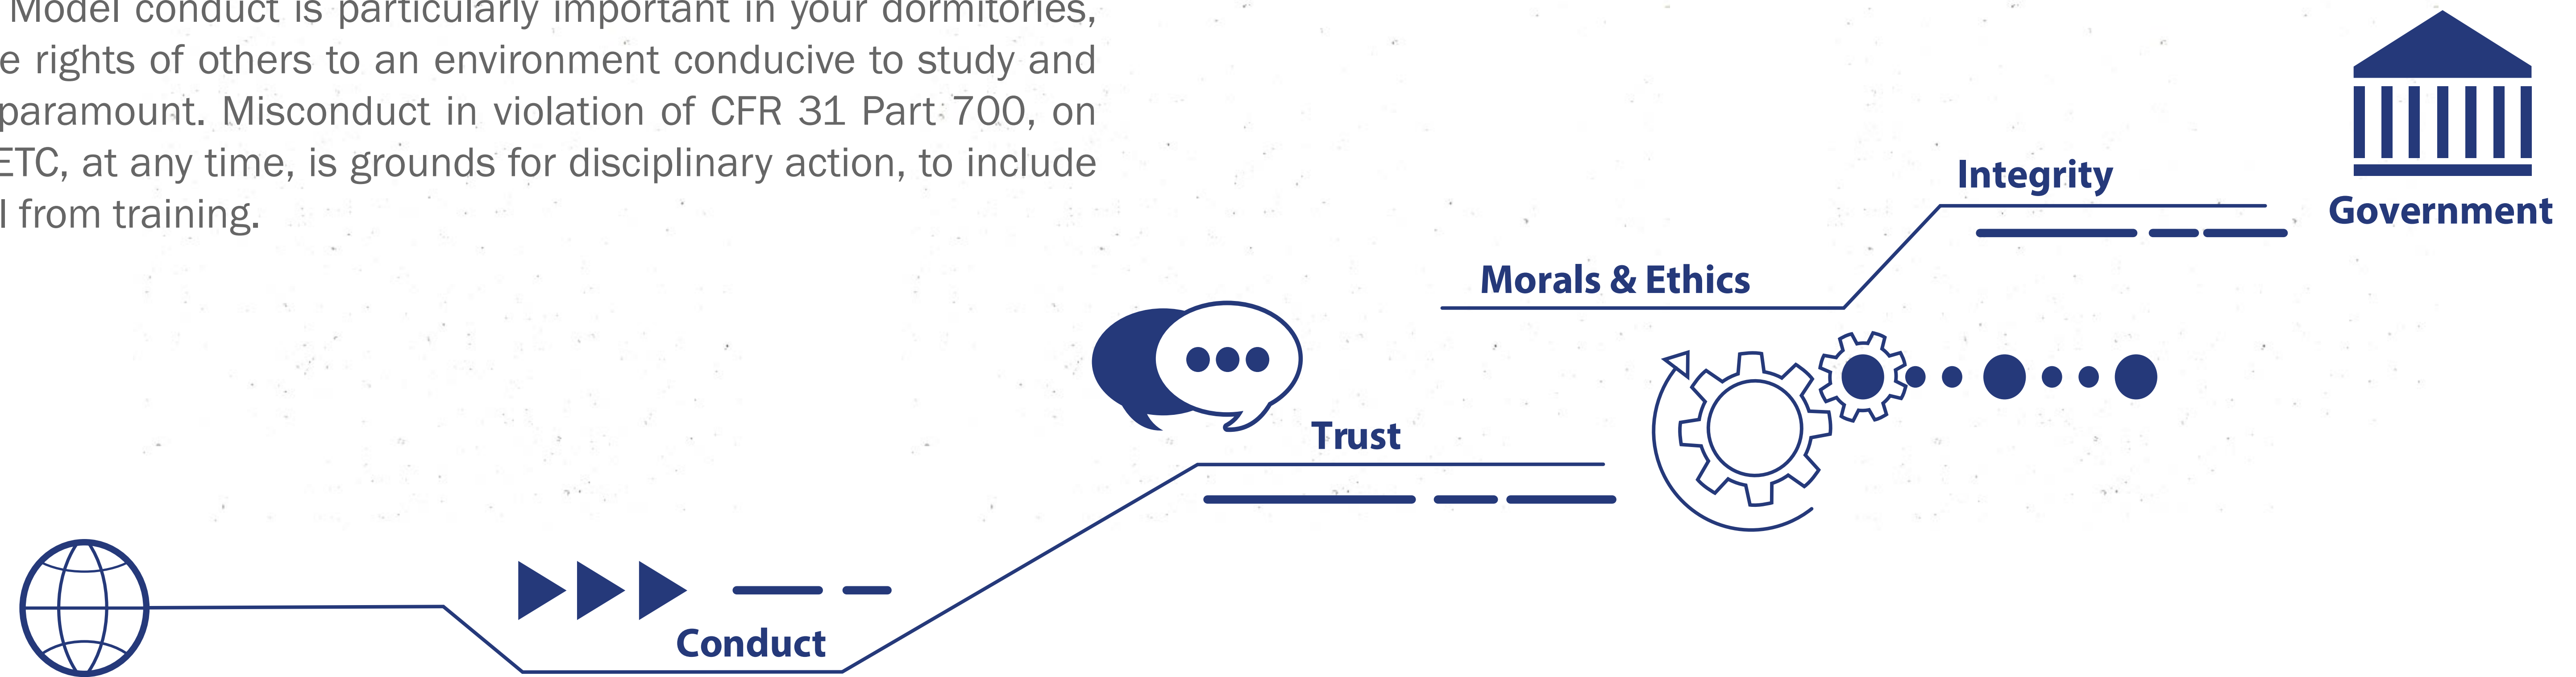 Model conduct is particularly important in your dormitories,
e rights of others to an environment conducive to study and
paramount. Misconduct in violation of CFR 31 Part 700, on
ETC, at any time, is grounds for disciplinary action, to include
l from training.
Integrity
Government
Morals & Ethics
Trust
Conduct